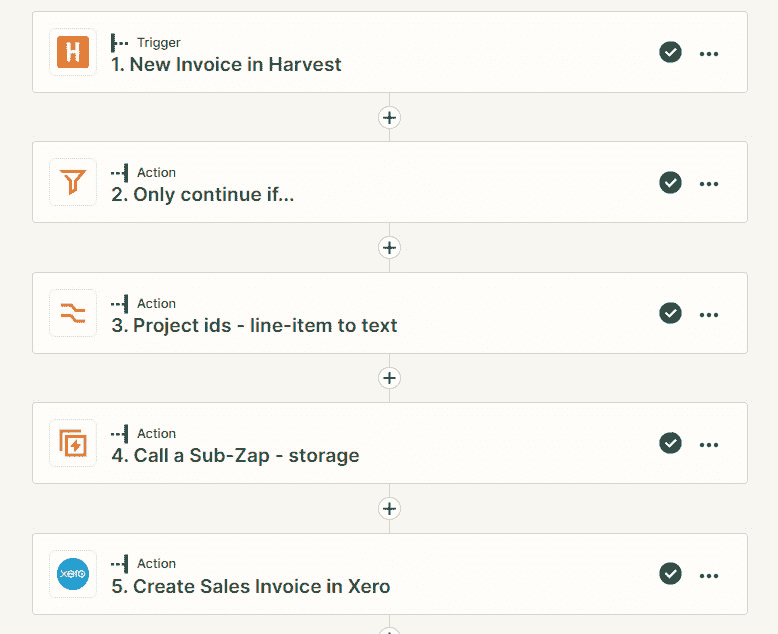 H
Trigger
1. New Invoice in Harvest
Action
2. Only continue if...
Action
3. Project ids - line-item to text
Action
4. Call a Sub-Zap - storage
xero
Action
5. Create Sales Invoice in Xero